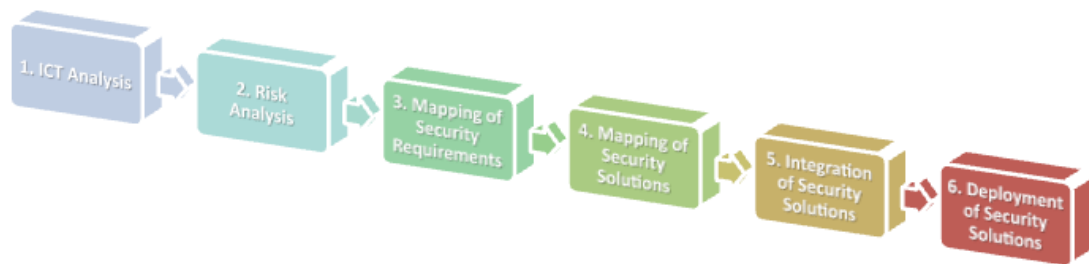 1. ICT Analysis
2. Risk
Analysis
3. Mapping of
Security
Requirements
4. Mapping of
Security
Solutions
5. Integration
of Security
Solutions
6. Deployment
of Security
Solutions